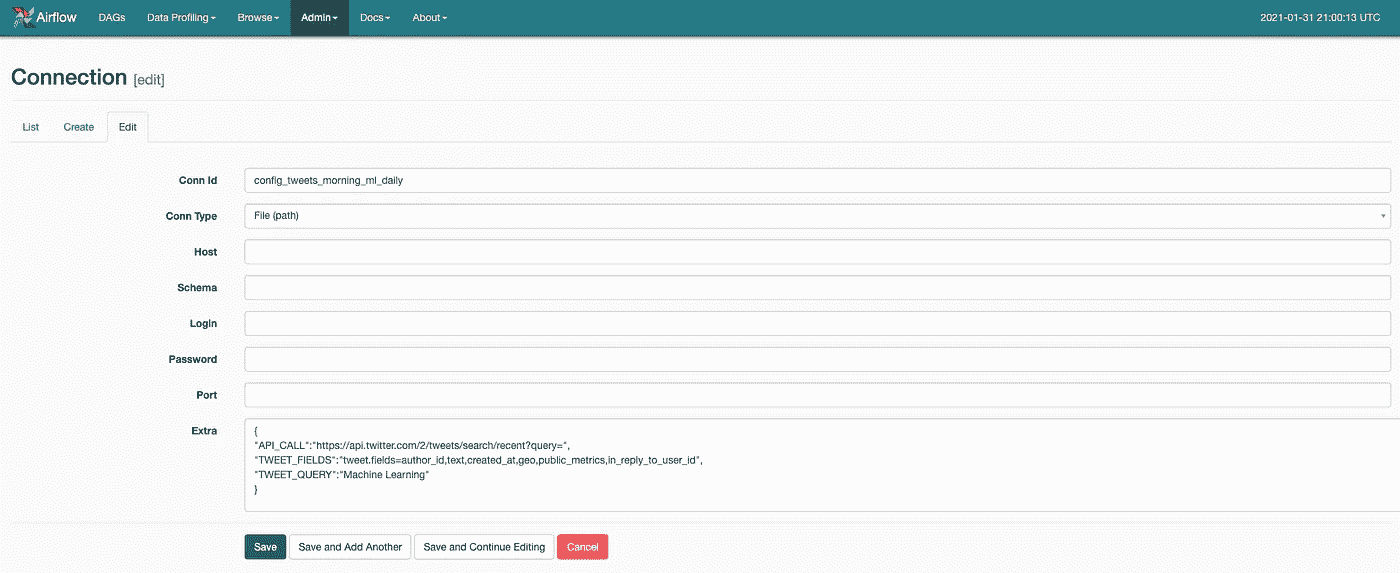 Airflow DAGs Data Profiling Browse Admin Docs About 2021-01-31 21:00:13 UTC
Connection [edit]
List Create Edit
Conn Id config_tweets_morning_ml_daily
Conn Type File (path)
Host
Schema
Login
Password
Port
Extra {
"API_CALL":"https://api.twitter.com/2/tweets/search/recent?query=",
"TWEET_FIELDS":"tweet.fields=author_id,text,created_at,geo,public_metrics,in_reply_to_user_id",
"TWEET_QUERY":"Machine Learning"
}
Save Save and Add Another Save and Continue Editing Cancel